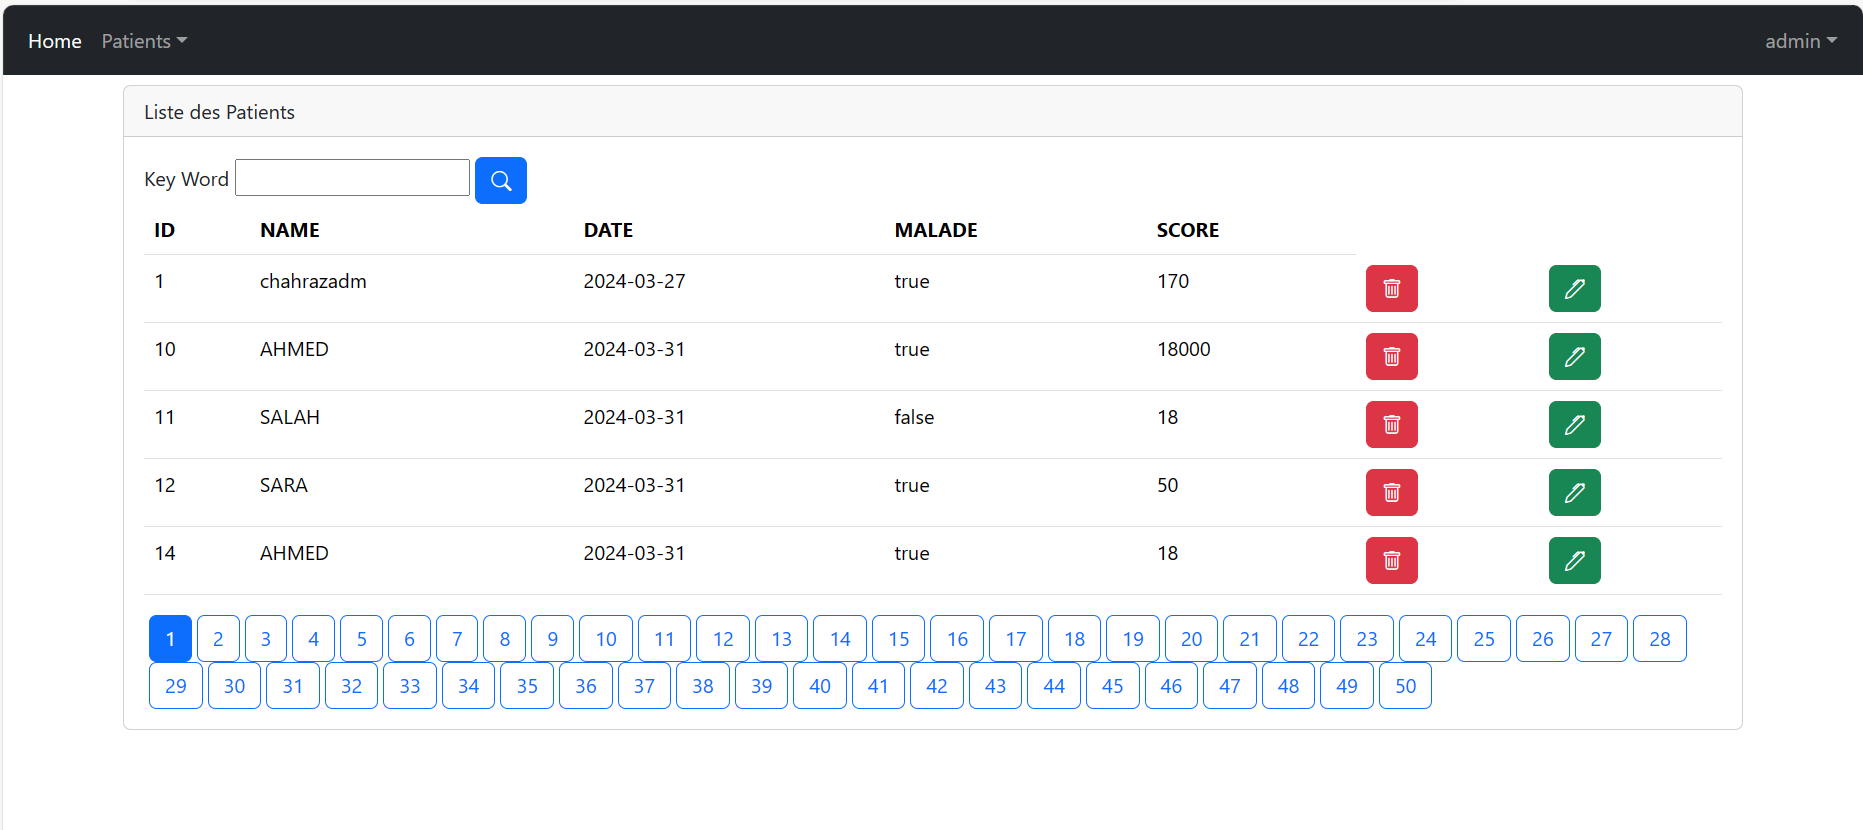 Home Patients admin
Liste des Patients
Key Word
ID NAME DATE MALADE SCORE
1 chahrazadm 2024-03-27 true 170
10 AHMED 2024-03-31 true 18000
11 SALAH 2024-03-31 false 18
12 SARA 2024-03-31 true 50
14 AHMED 2024-03-31 true 18
1 2 3 4 5 6 7 8 9 10 11 12 13 14 15 16 17 18 19 20 21 22 23 24 25 26 27 28
29 30 31 32 33 34 35 36 37 38 39 40 41 42 43 44 45 46 47 48 49 50